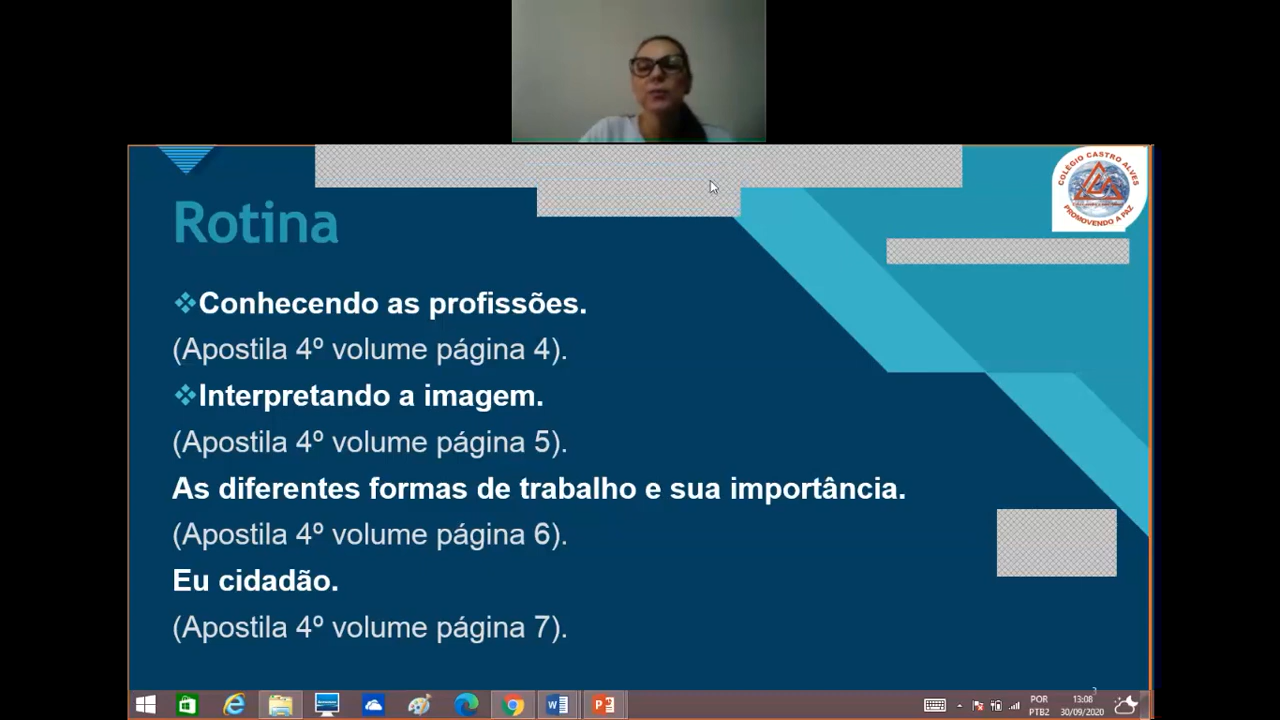 COLÉGIO CASTRO ALVES
PROMOVENDO A PAZ
Rotina
Conhecendo as profissões.
(Apostila 4º volume página 4).
Interpretando a imagem.
(Apostila 4º volume página 5).
As diferentes formas de trabalho e sua importância.
(Apostila 4º volume página 6).
Eu cidadão.
(Apostila 4º volume página 7).
3
POR
PTB2
13:08
30/09/2020